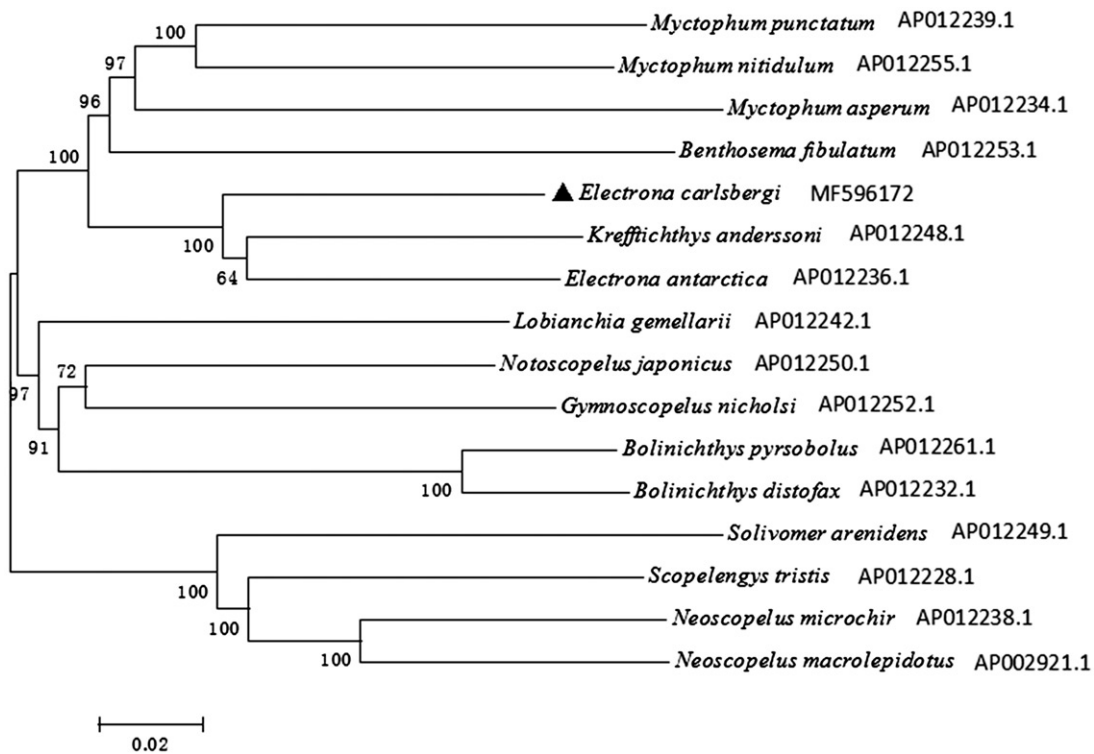 Myctophum punctatum AP012239.1
100
Myctophum nitidulum AP012255.1
97
Myctophum asperum AP012234.1
96
Benthosema fibulatum AP012253.1
100
▲ Electrona carlsbergi MF596172
Krefftichthys anderssoni AP012248.1
100
64
Electrona antarctica AP012236.1
Lobianchia gemellarii AP012242.1
Notoscopelus japonicus AP012250.1
72
97
Gymnoscopelus nicholsi AP012252.1
91
Bolinichthys pyrsobolus AP012261.1
100
Bolinichthys distofax AP012232.1
Solivomer arenidens AP012249.1
100
Scopelengys tristis AP012228.1
100
Neoscopelus microchir AP012238.1
100
Neoscopelus macrolepidotus AP002921.1
0.02